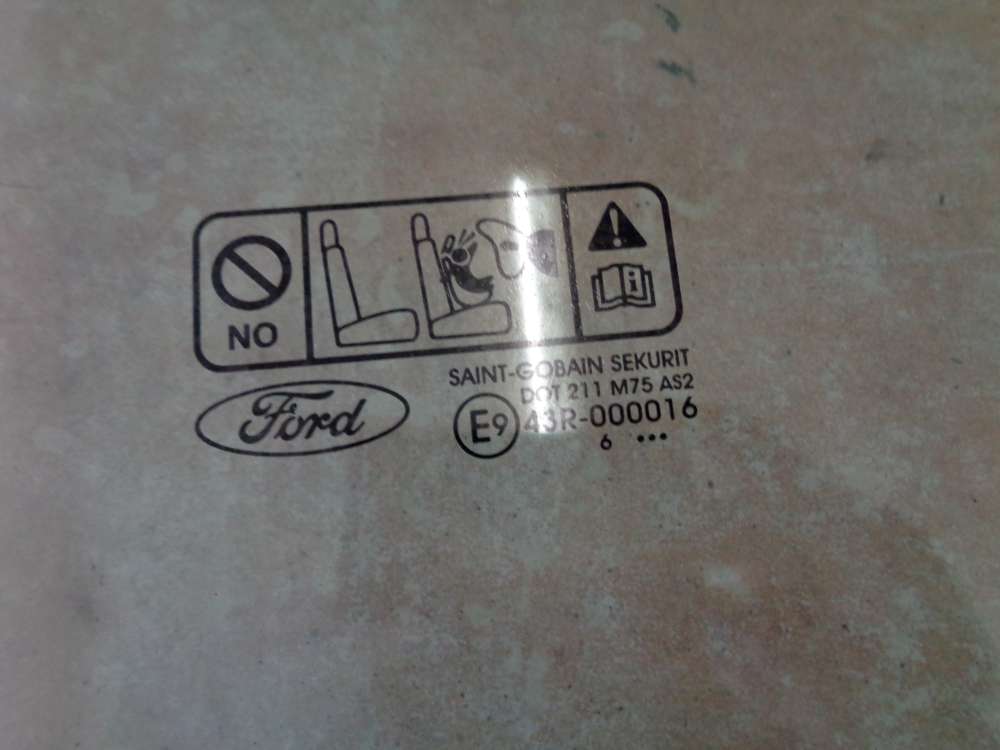 NO
Ford
SAINT-GOBAIN SEKURIT
DOT 211 M75 AS2
E9 43R-000016
6 •••